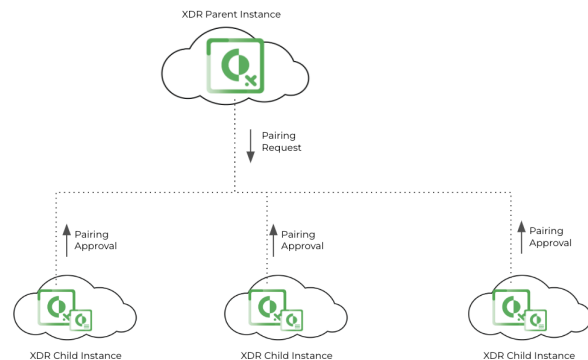 XDR Parent Instance
Pairing
Request
Pairing
Approval
Pairing
Approval
Pairing
Approval
XDR Child Instance
XDR Child Instance
XDR Child Instance